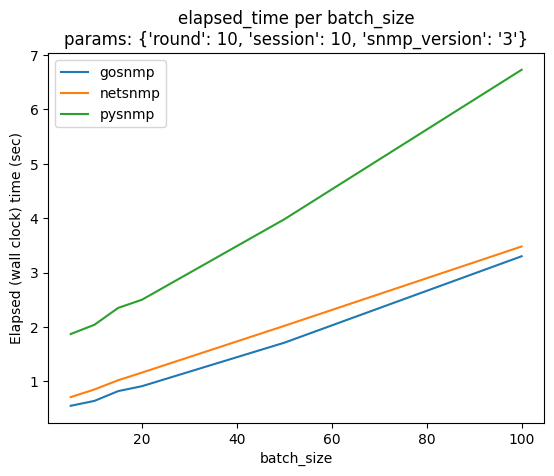 elapsed_time per batch_size
params: {'round': 10, 'session': 10, 'snmp_version': '3'}
gosnmp
netsnmp
pysnmp
Elapsed (wall clock) time (sec)
7
6
5
4
3
2
1
20
40
60
80
100
batch_size